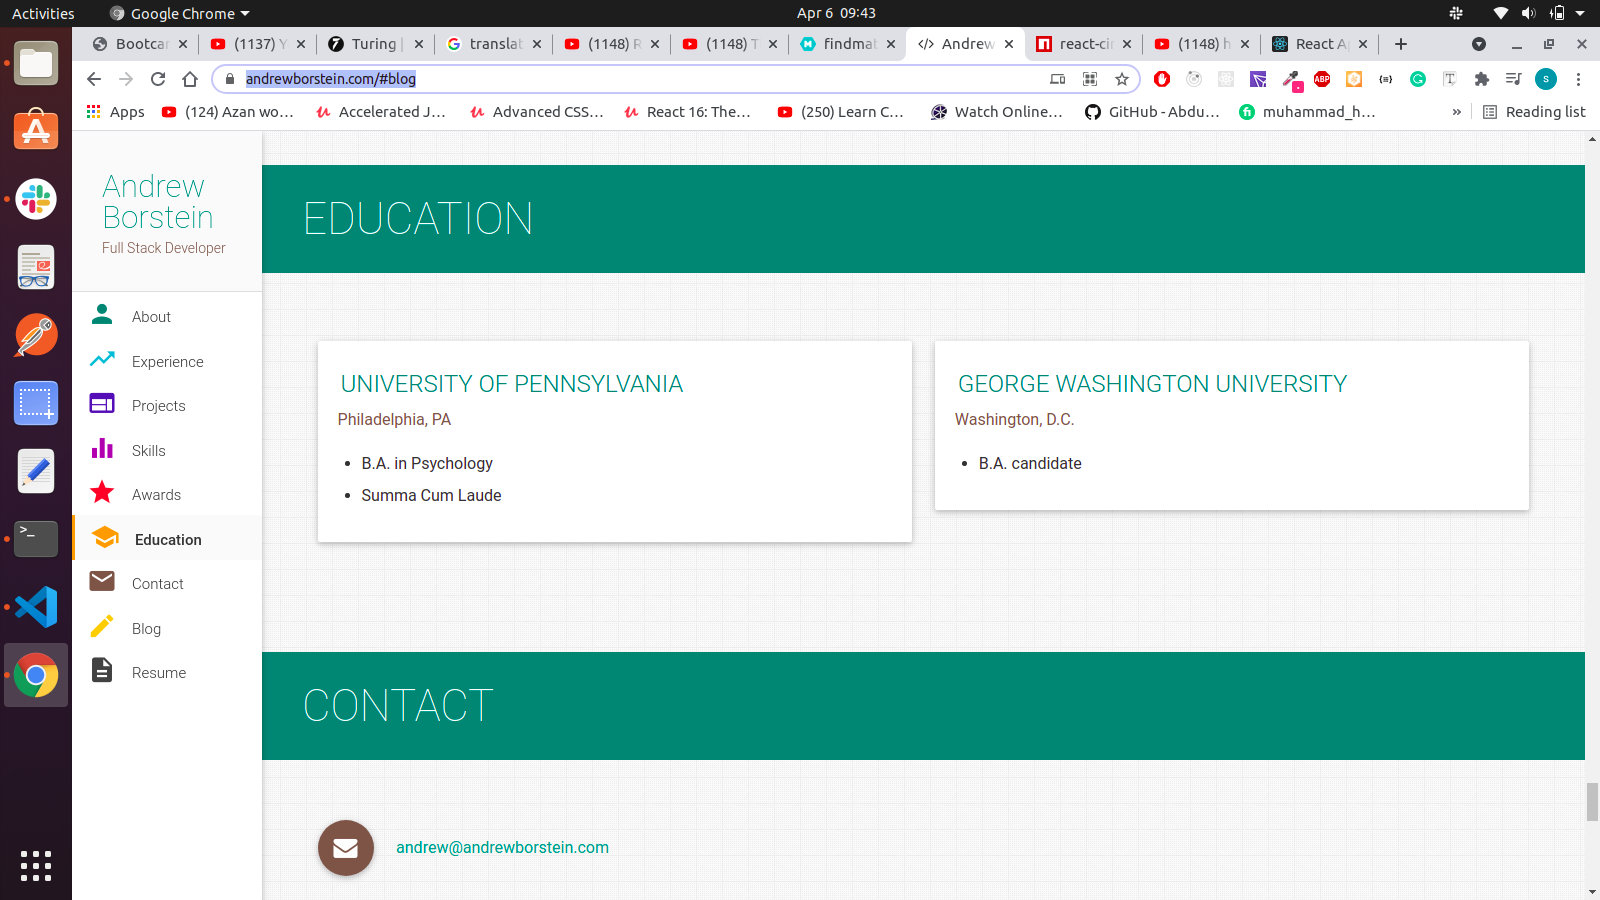 Activities
Google Chrome
Apr 6 09:43
Bootcar
(1137) Y
Turing |
translat
(1148) R
(1148) T
findmat
Andrew
react-cir
(1148) h
React Ap
andrewborstein.com/#blog
Apps
(124) Azan wo...
Accelerated J...
Advanced CSS...
React 16: The...
(250) Learn C...
Watch Online...
GitHub - Abdu...
muhammad_h...
»
Reading list
Andrew
Borstein
Full Stack Developer
About
Experience
Projects
Skills
Awards
Education
Contact
Blog
Resume
EDUCATION
UNIVERSITY OF PENNSYLVANIA
Philadelphia, PA
• B.A. in Psychology
• Summa Cum Laude
GEORGE WASHINGTON UNIVERSITY
Washington, D.C.
• B.A. candidate
CONTACT
andrew@andrewborstein.com